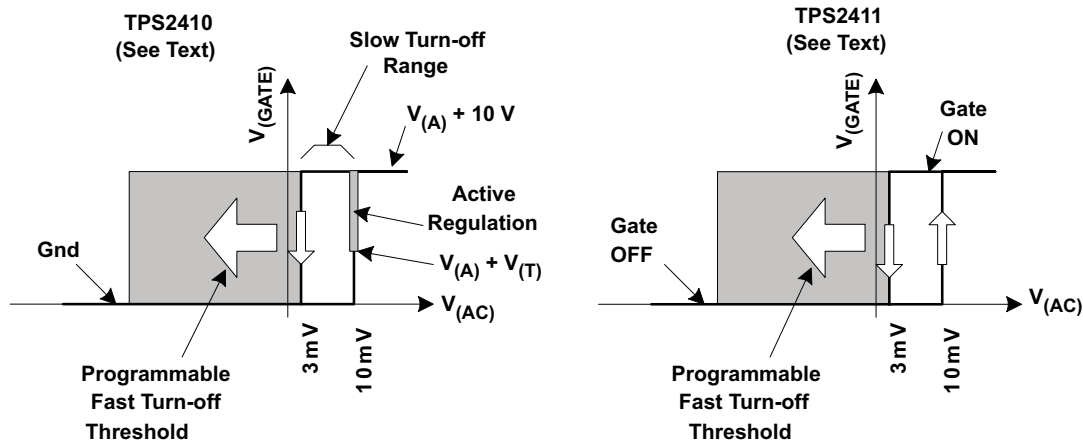 TPS2410
(See Text)
Slow Turn-off
Range
V(GATE)
V(A) + 10 V
Active
Regulation
V(A) + V(T)
Gnd
V(AC)
3 mV
10 mV
Programmable
Fast Turn-off
Threshold
TPS2411
(See Text)
V(GATE)
Gate
ON
Gate
OFF
V(AC)
3 mV
10 mV
Programmable
Fast Turn-off
Threshold